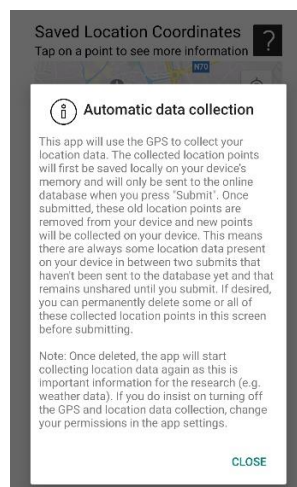 Saved Location Coordinates
Tap on a point to see more information
?
N70
Automatic data collection
This app will use the GPS to collect your
location data. The collected location points
will first be saved locally on your device's
memory and will only be sent to the online
database when you press "Submit". Once
submitted, these old location points are
removed from your device and new points
will be collected on your device. This means
there are always some location data present
on your device in between two submits that
haven't been sent to the database yet and that
remains unshared until you submit. If desired,
you can permanently delete some or all of
these collected location points in this screen
before submitting.
Note: Once deleted, the app will start
collecting location data again as this is
important information for the research (e.g.
weather data). If you do insist on turning off
the GPS and location data collection, change
your permissions in the app settings.
CLOSE